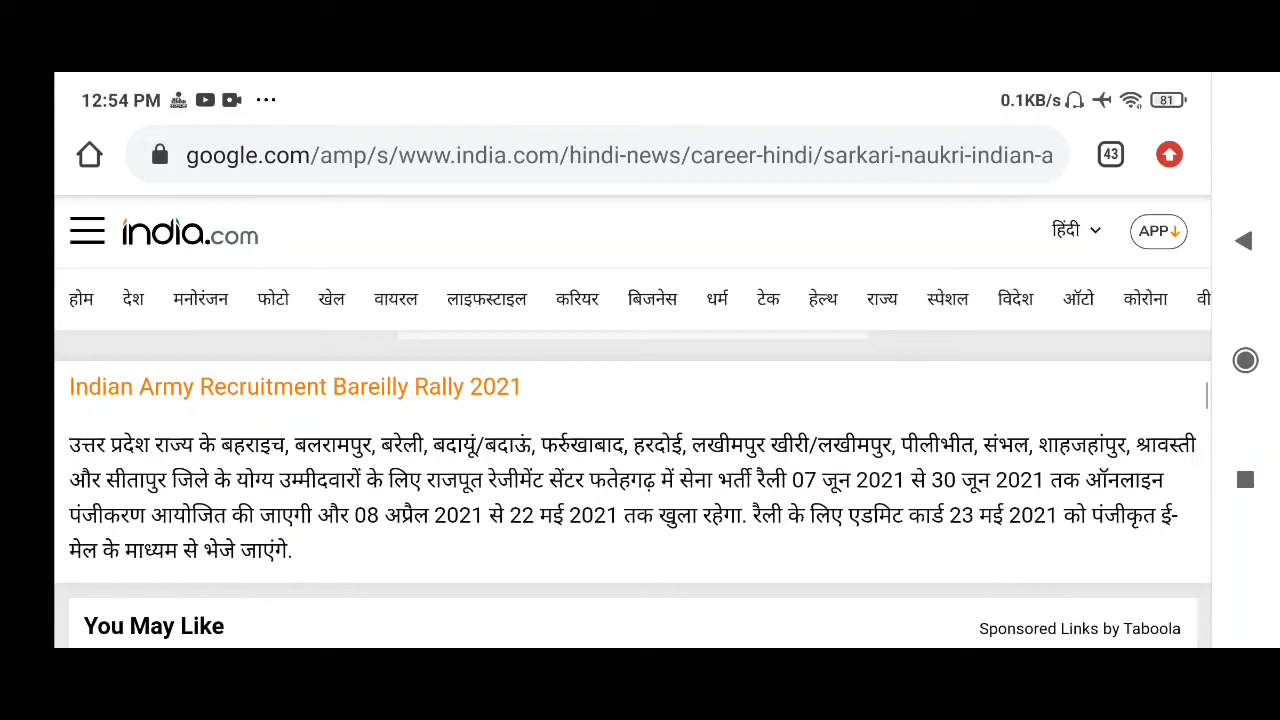 12:54 PM ... 0.1KB/s 81
google.com/amp/s/www.india.com/hindi-news/career-hindi/sarkari-naukri-indian-a 43
india.com हिंदी APP
होम देश मनोरंजन फोटो खेल वायरल लाइफस्टाइल करियर बिजनेस धर्म टेक हेल्थ राज्य स्पेशल विदेश ऑटो कोरोना वी
Indian Army Recruitment Bareilly Rally 2021
उत्तर प्रदेश राज्य के बहराइच, बलरामपुर, बरेली, बदायूं/बदाऊं, फर्रुखाबाद, हरदोई, लखीमपुर खीरी/लखीमपुर, पीलीभीत, संभल, शाहजहांपुर, श्रावस्ती
और सीतापुर जिले के योग्य उम्मीदवारों के लिए राजपूत रेजीमेंट सेंटर फतेहगढ़ में सेना भर्ती रैली 07 जून 2021 से 30 जून 2021 तक ऑनलाइन
पंजीकरण आयोजित की जाएगी और 08 अप्रैल 2021 से 22 मई 2021 तक खुला रहेगा. रैली के लिए एडमिट कार्ड 23 मई 2021 को पंजीकृत ई-
मेल के माध्यम से भेजे जाएंगे.
You May Like Sponsored Links by Taboola